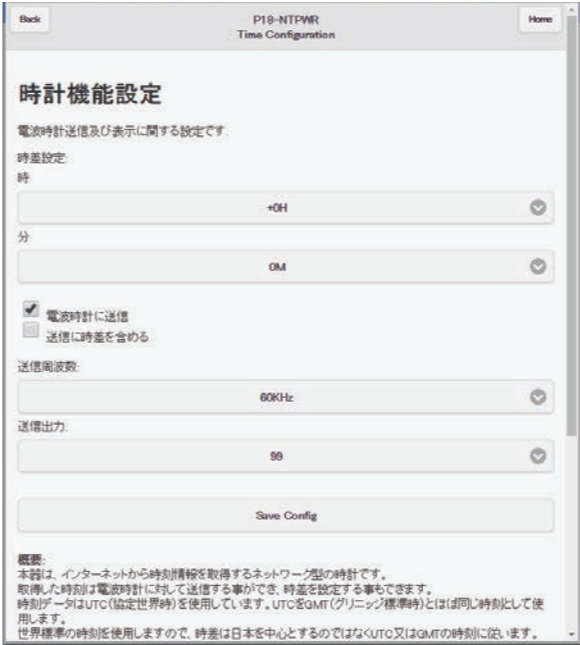 Back
P18-NTPWR
Home
Time Configuration
時計機能設定
電波時計送信及び表示に関する設定です.
時差設定:
時
+0H
分
0M
電波時計に送信
送信に時差を含める
送信周波数:
60KHz
送信出力:
99
Save Config
概要:
本器は、インターネットから時刻情報を取得するネットワーク型の時計です。
取得した時刻は電波時計に対して送信する事ができ、時差を設定する事もできます。
時刻データはUTC(協定世界時)を使用しています。UTCをGMT(グリニッジ標準時)とほぼ同じ時刻として使
用します。
世界標準の時刻を使用しますので、時差は日本を中心とするのではなくUTC又はGMTの時刻に従います。